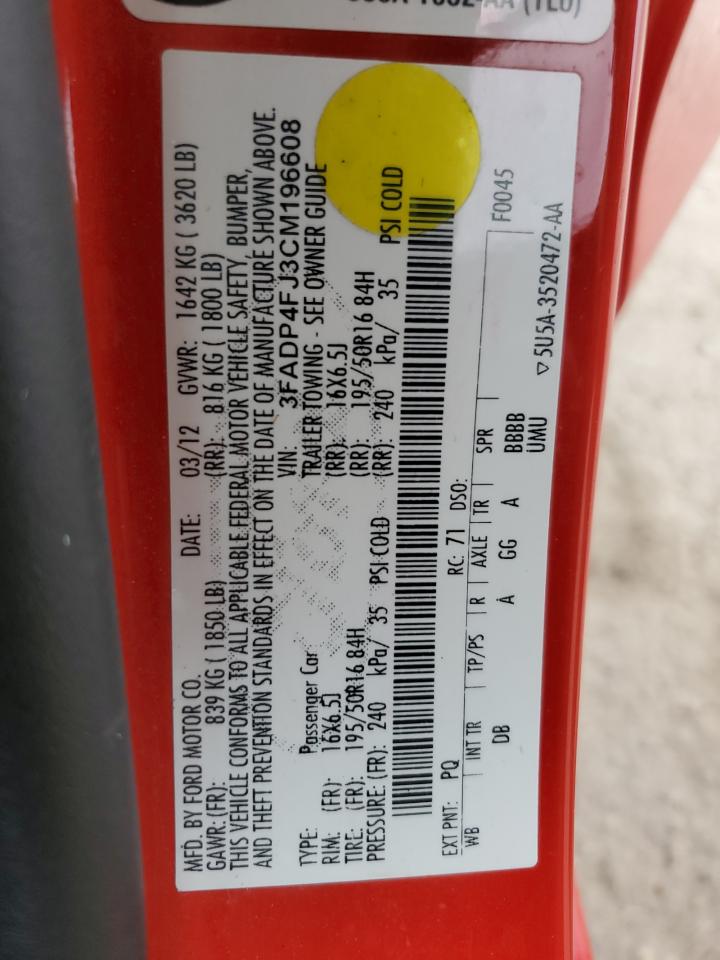 MFD. BY FORD MOTOR CO. DATE: 03/12 GVWR: 1642 KG ( 3620 LB)
GAWR: (FR): 839 KG ( 1850 LB) (RR): 816 KG ( 1800 LB)
THIS VEHICLE CONFORMS TO ALL APPLICABLE FEDERAL MOTOR VEHICLE SAFETY, BUMPER,
AND THEFT PREVENTION STANDARDS IN EFFECT ON THE DATE OF MANUFACTURE SHOWN ABOVE.
VIN: 3FADP4FJ3CM196608
TYPE: Passenger Car TRAILER TOWING - SEE OWNER GUIDE
RIM: (FR): 16X6.5J (RR): 16X6.5J
TIRE: (FR): 195/50R16 84H (RR): 195/50R16 84H
PRESSURE: (FR): 240 kPa/ 35 PSI COLD (RR): 240 kPa/ 35 PSI COLD
EXT PNT: PQ RC: 71 DSO: F0045
WB INT TR TP/PS R AXLE TR SPR
DB A GG A BBBB
UMU
▽5U5A-3520472-AA